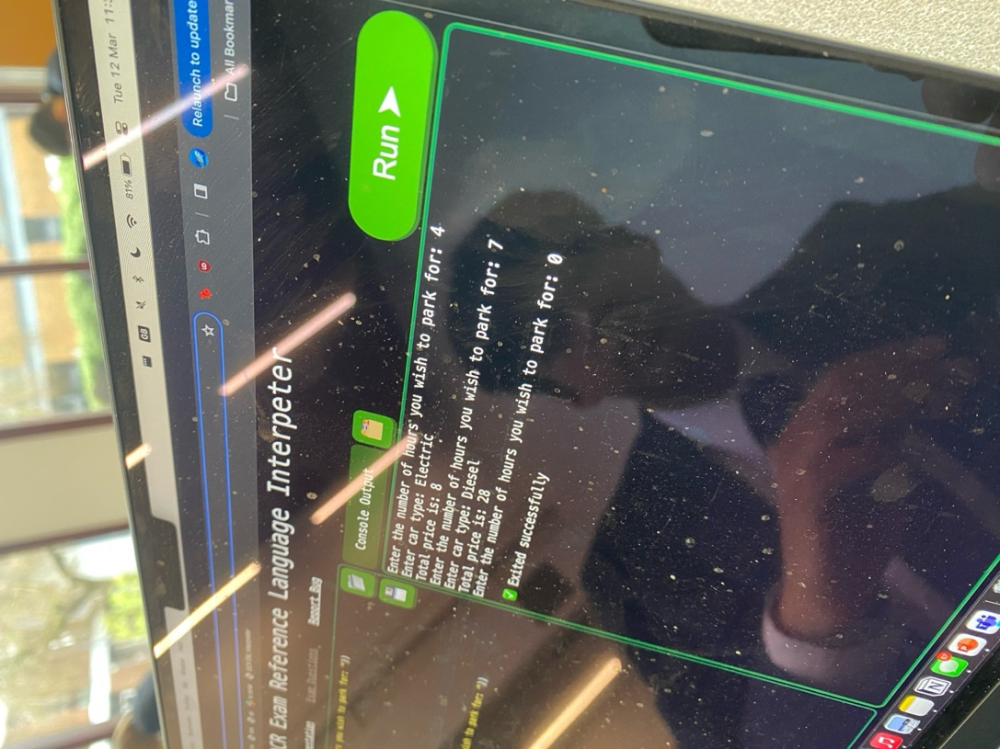 Tue 12 Mar 11:
81%
GB
Relaunch to update
All Bookmar
CR Exam Reference Language Interpeter
Report Bug
Run
Console Output
Enter the number of hours you wish to park for: 4
Enter car type: Electric
Total price is: 8
Enter the number of hours you wish to park for: 7
Enter car type: Diesel
Total price is: 28
Enter the number of hours you wish to park for: 0
Exited successfully
you wish to park for: "))
ish to park for: "))